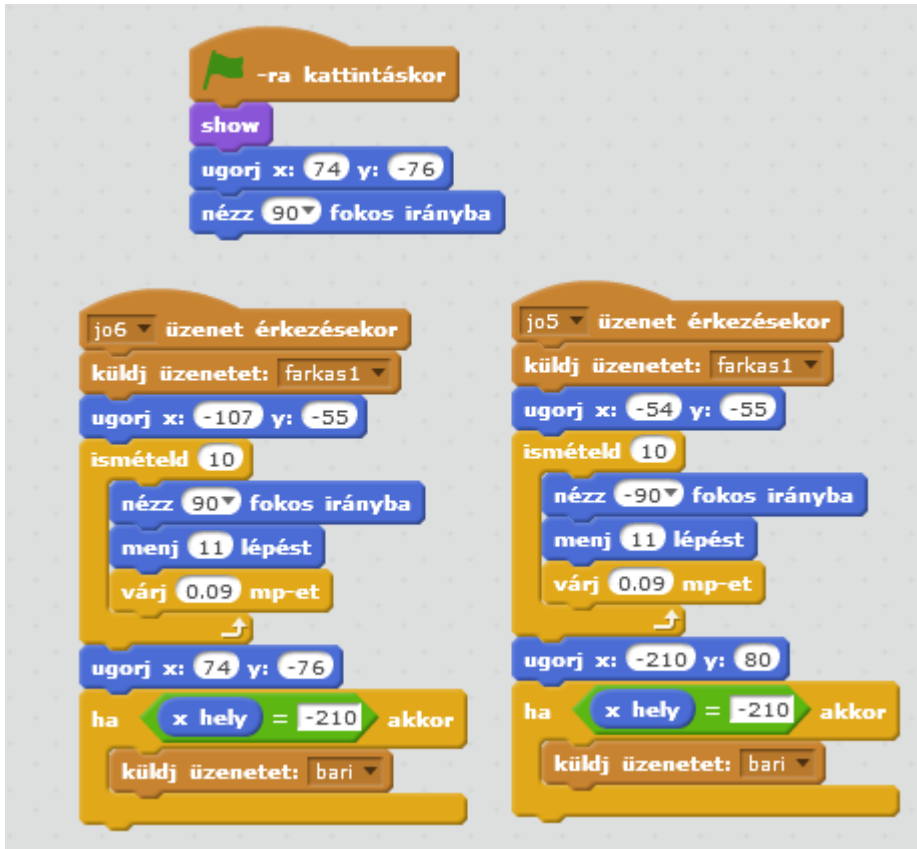 -ra kattintáskor
show
ugorj x: 74 y: -76
nézz 90 fokos irányba
jo6 üzenet érkezésekor
küldj üzenetet: farkas1
ugorj x: -107 y: -55
ismételd 10
nézz 90 fokos irányba
menj 11 lépést
várj 0.09 mp-et
ugorj x: 74 y: -76
ha x hely = -210 akkor
küldj üzenetet: bari
jo5 üzenet érkezésekor
küldj üzenetet: farkas1
ugorj x: -54 y: -55
ismételd 10
nézz -90 fokos irányba
menj 11 lépést
várj 0.09 mp-et
ugorj x: -210 y: 80
ha x hely = -210 akkor
küldj üzenetet: bari